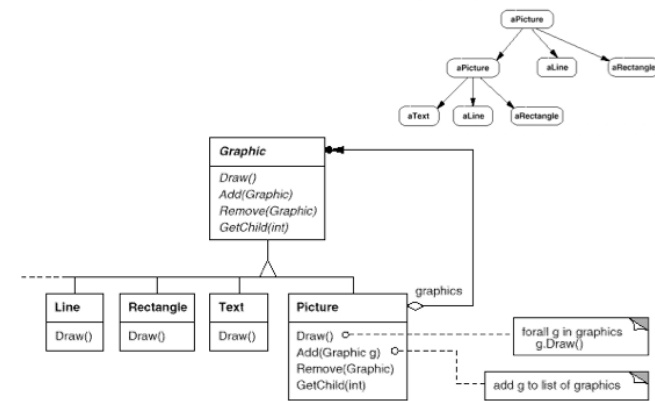 aPicture
aPicture
aLine
aRectangle
aText
aLine
aRectangle
Graphic
Draw()
Add(Graphic)
Remove(Graphic)
GetChild(int)
graphics
Line
Draw()
Rectangle
Draw()
Text
Draw()
Picture
Draw()
Add(Graphic g)
Remove(Graphic)
GetChild(int)
forall g in graphics
g.Draw()
add g to list of graphics